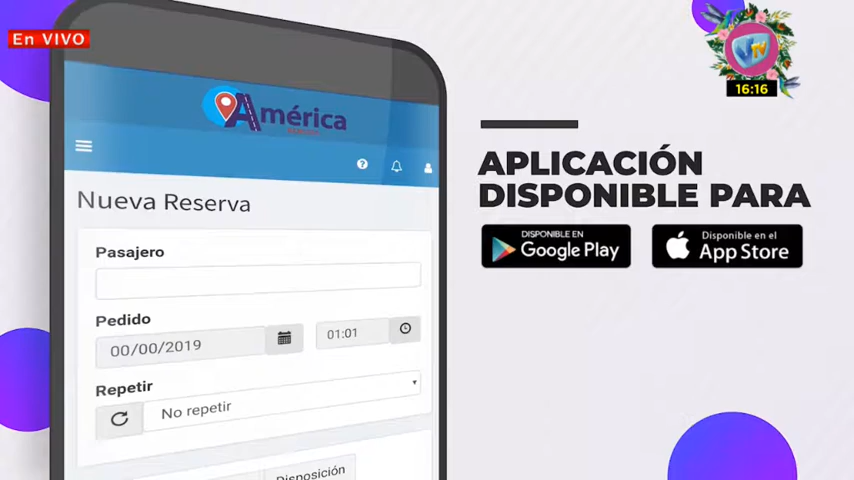 En VIVO
VTV
16:16
América
Nueva Reserva
Pasajero
Pedido
00/00/2019
01:01
Repetir
No repetir
Disposición
APLICACIÓN
DISPONIBLE PARA
DISPONIBLE EN
Google Play
Disponible en el
App Store